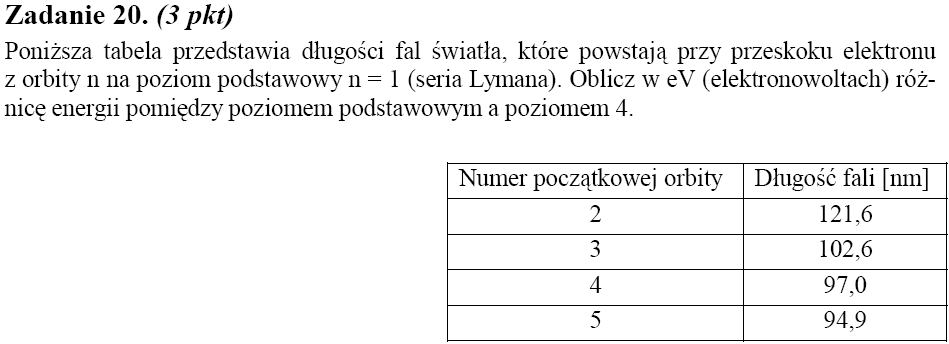 Zadanie 20. (3 pkt)
Poniższa tabela przedstawia długości fal światła, które powstają przy przeskoku elektronu
z orbity n na poziom podstawowy n = 1 (seria Lymana). Oblicz w eV (elektronowoltach) róż-
nicę energii pomiędzy poziomem podstawowym a poziomem 4.
Numer początkowej orbity Długość fali [nm]
2 121,6
3 102,6
4 97,0
5 94,9